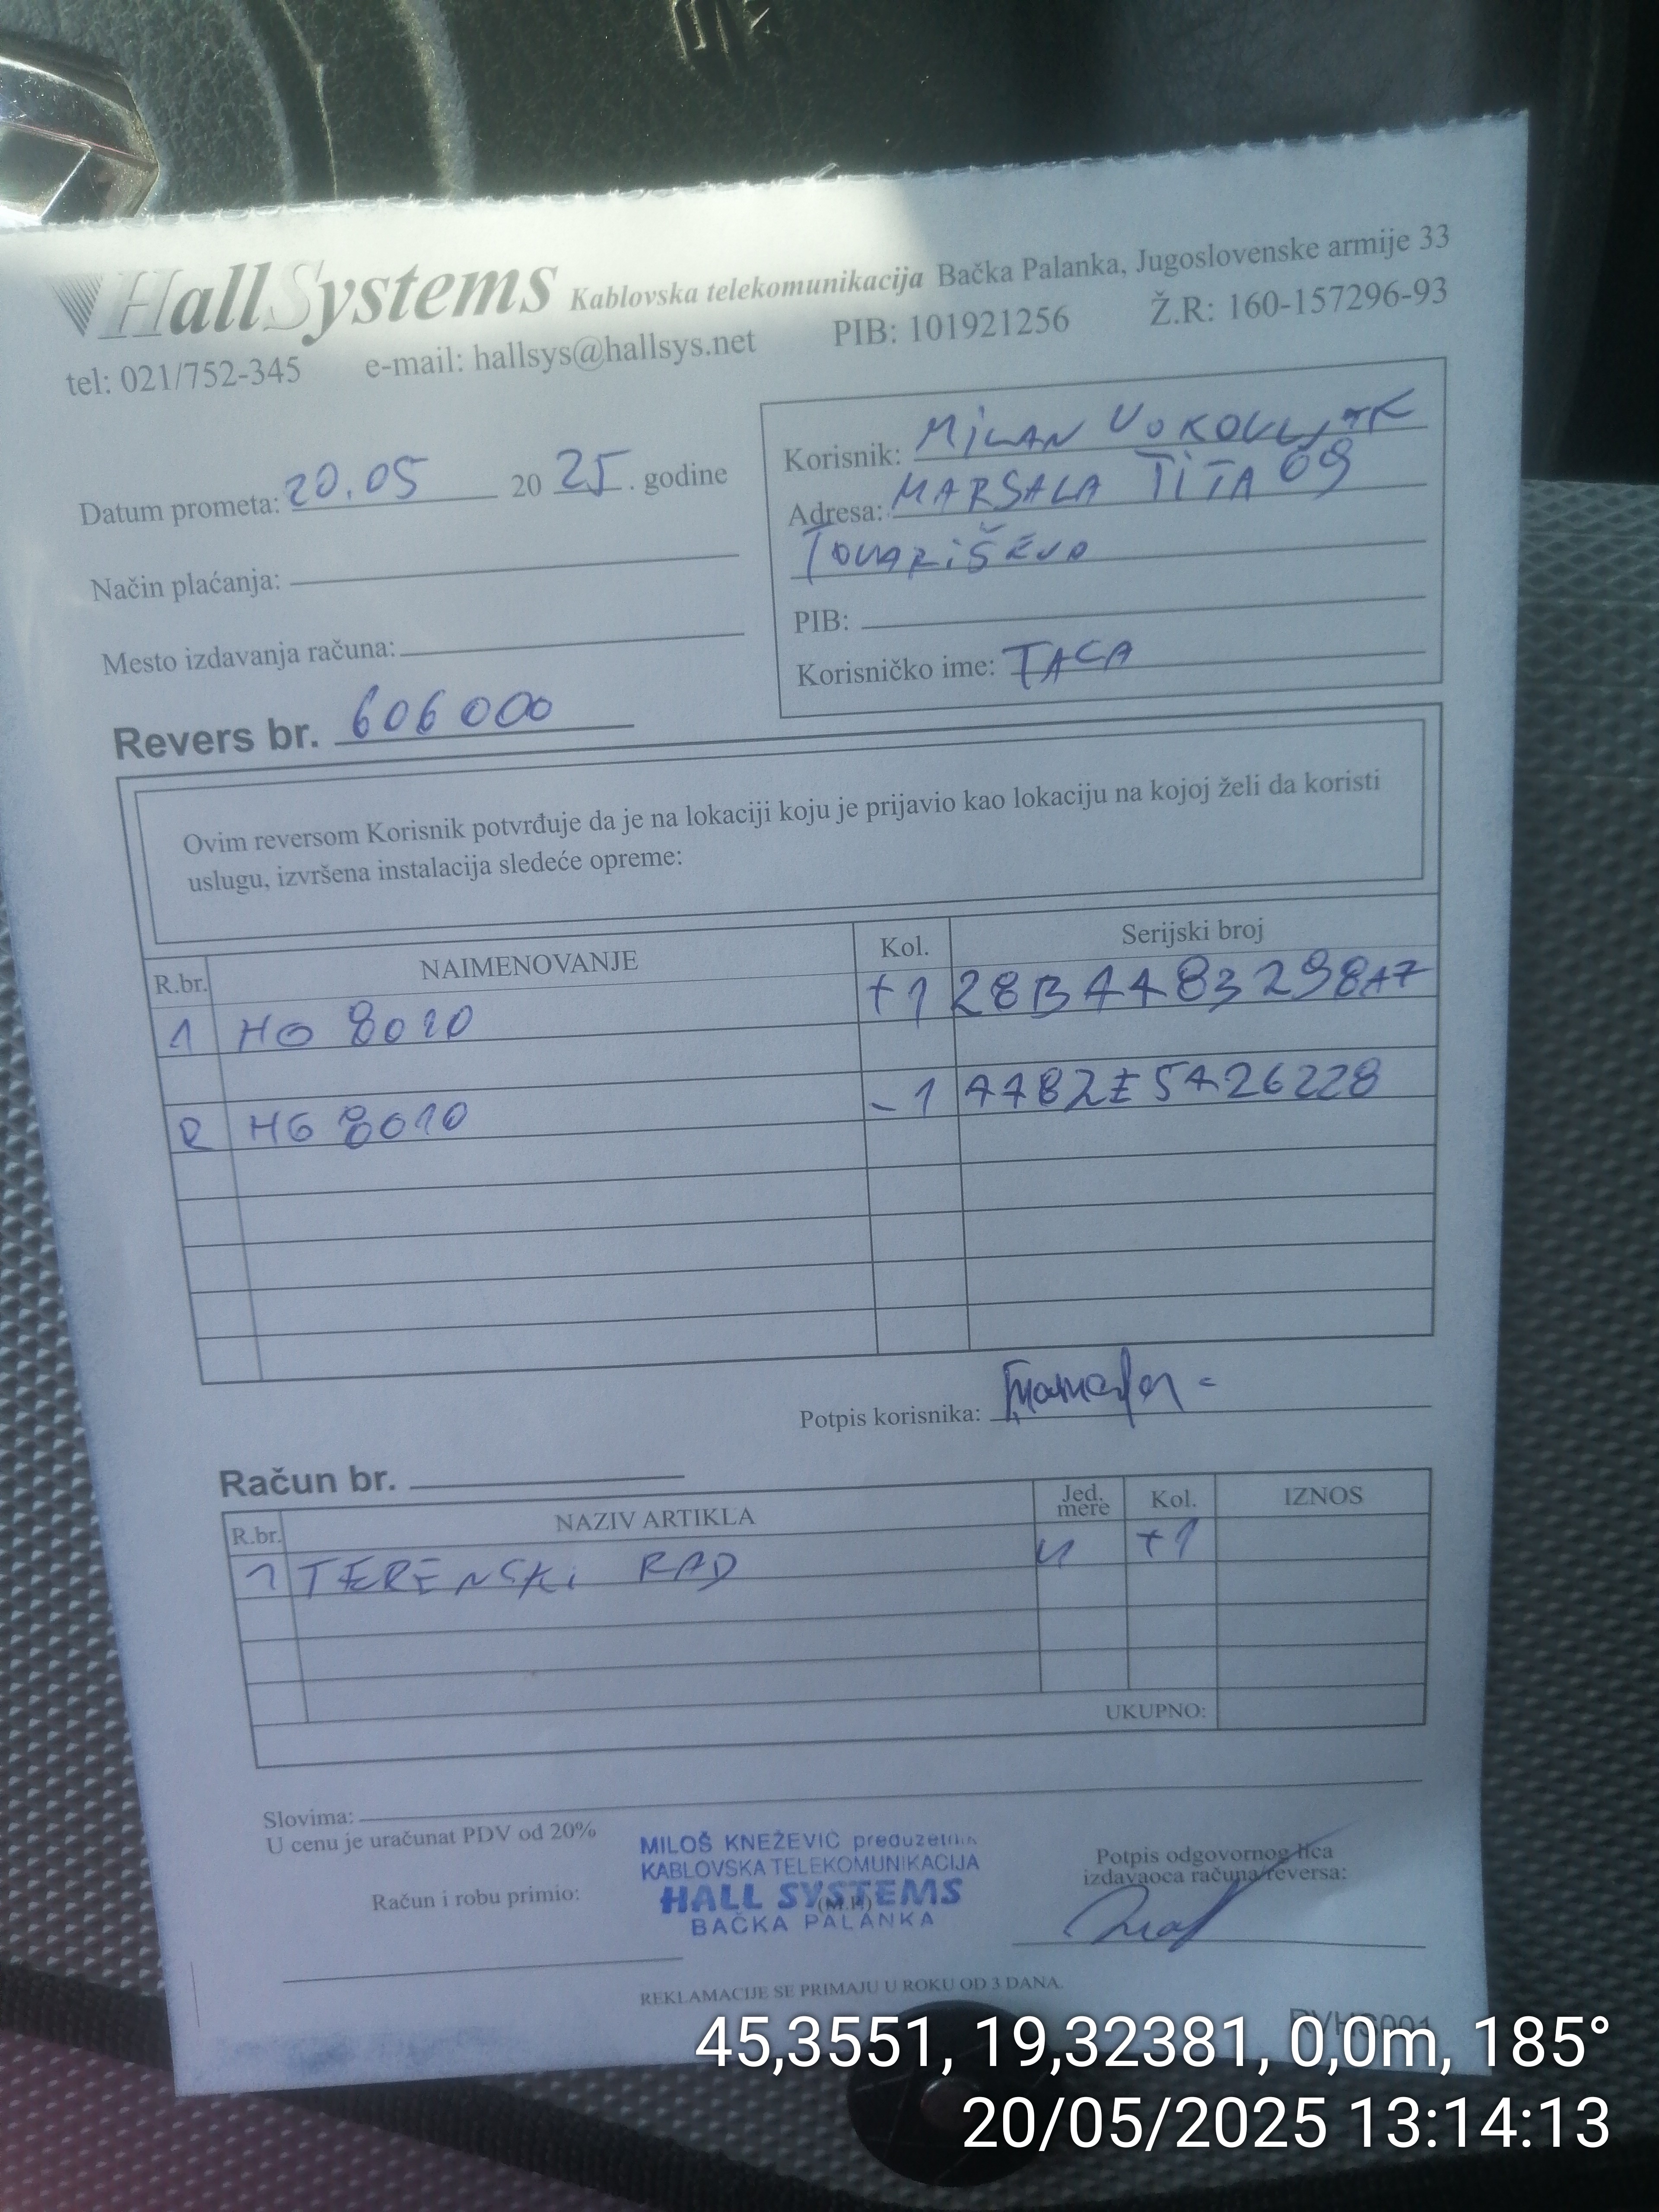 HallSystems Kablovska telekomunikacija Bačka Palanka, Jugoslovenske armije 33
tel: 021/752-345 e-mail: hallsys@hallsys.net PIB: 101921256 Ž.R: 160-157296-93
Datum prometa: 20.05 2025. godine
Način plaćanja:
Mesto izdavanja računa:
Revers br. 606000
Korisnik: MILAN
Adresa: MARSALA TITA 69
TOVARIŠEVO
PIB:
Korisničko ime: TACA
Ovim reversom Korisnik potvrđuje da je na lokaciji koju je prijavio kao lokaciju na kojoj želi da koristi
uslugu, izvršena instalacija sledeće opreme:
R.br. NAIMENOVANJE Kol. Serijski broj
1 HG 8010 +1
2 HG 8010 -1
Potpis korisnika:
Račun br.
R.br. NAZIV ARTIKLA Jed. mere Kol. IZNOS
1 TERENSKI RAD +1
UKUPNO:
Slovima:
U cenu je uračunat PDV od 20%
Račun i robu primio:
MILOŠ KNEŽEVIĆ preduzetnik
KABLOVSKA TELEKOMUNIKACIJA
HALL SYSTEMS
(M.P.)
BAČKA PALANKA
Potpis odgovornog lica
izdavaoca računa/reversa:
REKLAMACIJE SE PRIMAJU U ROKU OD 3 DANA.
45,3551, 19,32381, 0,0m, 185°
20/05/2025 13:14:13